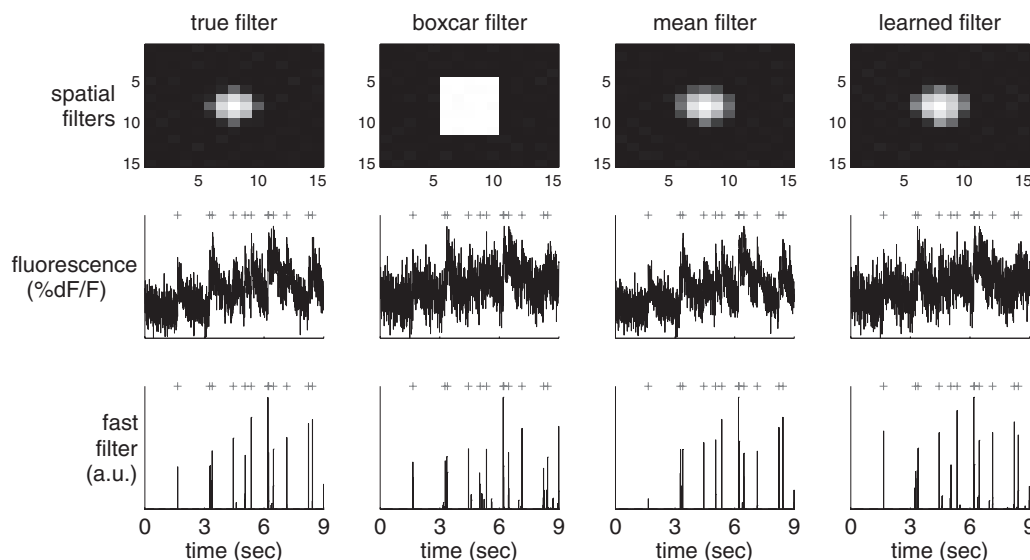 true filter
boxcar filter
mean filter
learned filter
spatial
filters
5
10
15
5 10 15
5
10
15
5 10 15
5
10
15
5 10 15
5
10
15
5 10 15
fluorescence
(%dF/F)
fast
filter
(a.u.)
0 3 6 9
0 3 6 9
0 3 6 9
0 3 6 9
time (sec)
time (sec)
time (sec)
time (sec)